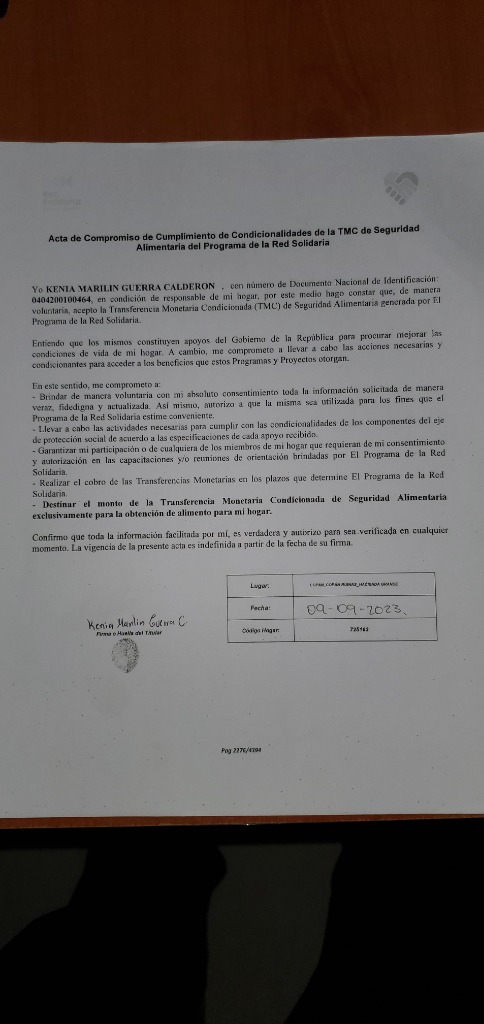 Acta de Compromiso de Cumplimiento de Condicionalidades de la TMC de Seguridad
Alimentaria del Programa de la Red Solidaria
Yo KENIA MARILIN GUERRA CALDERON , con número de Documento Nacional de Identificación:
0404200100464, en condición de responsable de mi hogar, por este medio hago constar que, de manera
voluntaria, acepto la Transferencia Monetaria Condicionada (TMC) de Seguridad Alimentaria generada por El
Programa de la Red Solidaria.
Entiendo que los mismos constituyen apoyos del Gobierno de la República para procurar mejorar las
condiciones de vida de mi hogar. A cambio, me comprometo a llevar a cabo las acciones necesarias y
condicionantes para acceder a los beneficios que estos Programas y Proyectos otorgan.
En este sentido, me comprometo a:
- Brindar de manera voluntaria con mi absoluto consentimiento toda la información solicitada de manera
veraz, fidedigna y actualizada. Así mismo, autorizo a que la misma sea utilizada para los fines que el
Programa de la Red Solidaria estime conveniente.
- Llevar a cabo las actividades necesarias para cumplir con las condicionalidades de los componentes del eje
de protección social de acuerdo a las especificaciones de cada apoyo recibido.
- Garantizar mi participación o de cualquiera de los miembros de mi hogar que requieran de mi consentimiento
y autorización en las capacitaciones y/o reuniones de orientación brindadas por El Programa de la Red
Solidaria.
- Realizar el cobro de las Transferencias Monetarias en los plazos que determine El Programa de la Red
Solidaria.
- Destinar el monto de la Transferencia Monetaria Condicionada de Seguridad Alimentaria
exclusivamente para la obtención de alimento para mi hogar.
Confirmo que toda la información facilitada por mí, es verdadera y autorizo para sea verificada en cualquier
momento. La vigencia de la presente acta es indefinida a partir de la fecha de su firma.
Lugar: COPAN_COPAN RUINAS_HACIENDA GRANDE
Fecha: 09-09-2023.
Código Hogar: 725163
Kenia Marilin Guerra C
Firma o Huella del Titular
Pag 2276/4394